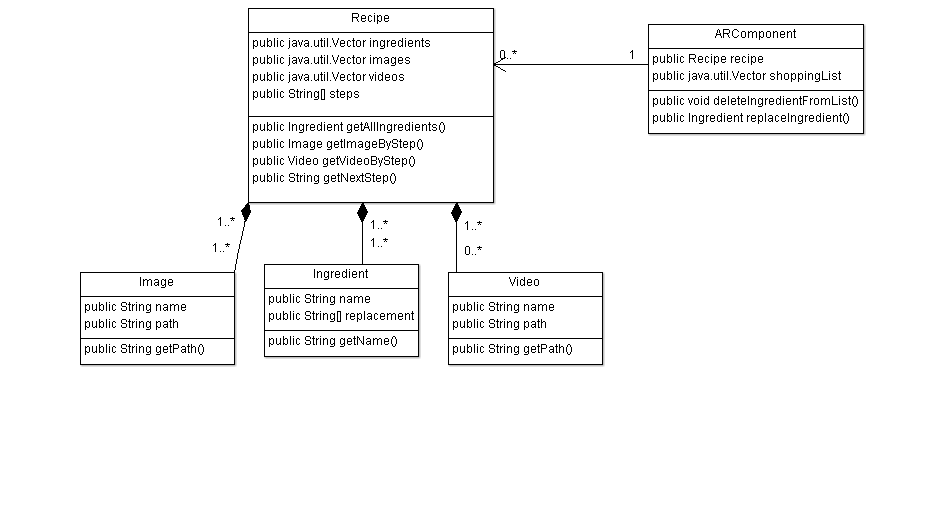 Recipe
public java.util.Vector ingredients
public java.util.Vector images
public java.util.Vector videos
public String[] steps
public Ingredient getAllIngredients()
public Image getImageByStep()
public Video getVideoByStep()
public String getNextStep()
0..*
1
ARComponent
public Recipe recipe
public java.util.Vector shoppingList
public void deleteIngredientFromList()
public Ingredient replaceIngredient()
1..*
1..*
1..*
1..*
1..*
0..*
Image
public String name
public String path
public String getPath()
Ingredient
public String name
public String[] replacement
public String getName()
Video
public String name
public String path
public String getPath()